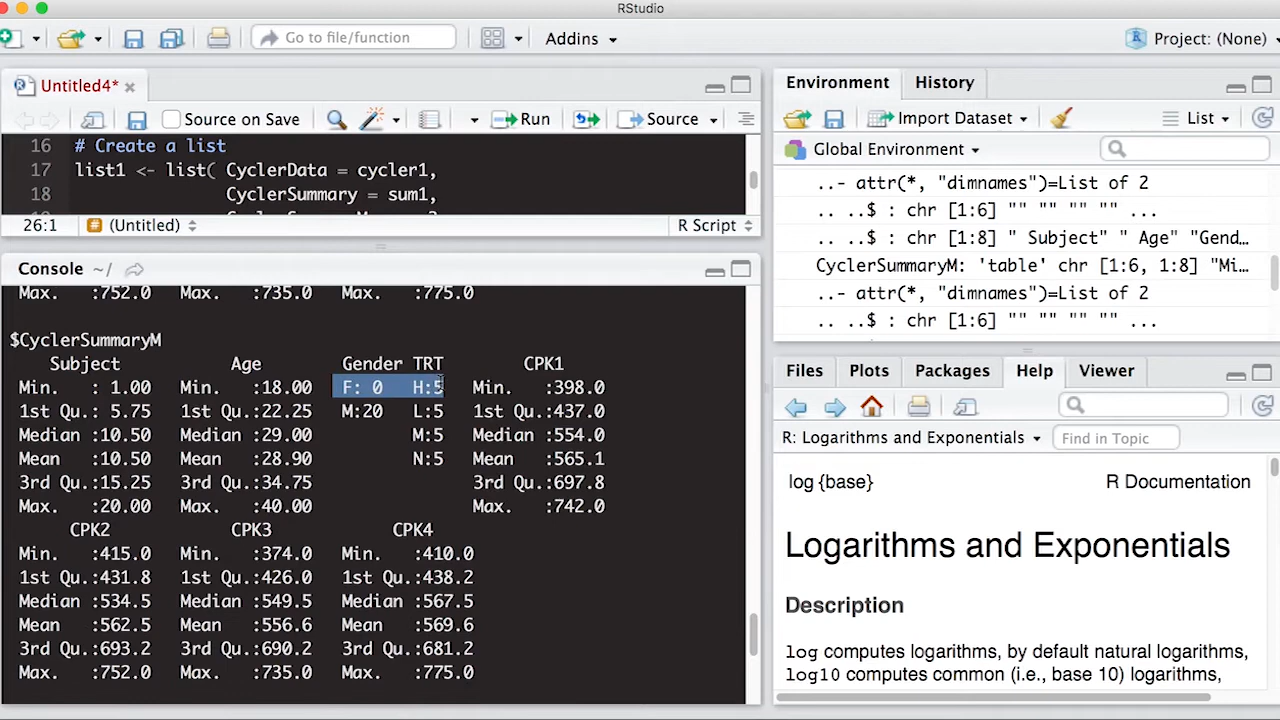 RStudio
Go to file/function
Addins
Project: (None)
Untitled4*
Source on Save
Run
Source
16 # Create a list
17 list1 <- list( CyclerData = cycler1,
18 CyclerSummary = sum1,
26:1 (Untitled) R Script
Console ~/
Max. :752.0 Max. :735.0 Max. :775.0
$CyclerSummaryM
Subject Age Gender TRT CPK1
Min. : 1.00 Min. :18.00 F: 0 H:5 Min. :398.0
1st Qu.: 5.75 1st Qu.:22.25 M:20 L:5 1st Qu.:437.0
Median :10.50 Median :29.00 M:5 Median :554.0
Mean :10.50 Mean :28.90 N:5 Mean :565.1
3rd Qu.:15.25 3rd Qu.:34.75 3rd Qu.:697.8
Max. :20.00 Max. :40.00 Max. :742.0
CPK2 CPK3 CPK4
Min. :415.0 Min. :374.0 Min. :410.0
1st Qu.:431.8 1st Qu.:426.0 1st Qu.:438.2
Median :534.5 Median :549.5 Median :567.5
Mean :562.5 Mean :556.6 Mean :569.6
3rd Qu.:693.2 3rd Qu.:690.2 3rd Qu.:681.2
Max. :752.0 Max. :735.0 Max. :775.0
Environment History
Import Dataset
List
Global Environment
..- attr(*, "dimnames")=List of 2
.. ..$ : chr [1:6] "" "" "" "" ...
.. ..$ : chr [1:8] " Subject" " Age" "Gend…
CyclerSummaryM: 'table' chr [1:6, 1:8] "Mi…
..- attr(*, "dimnames")=List of 2
.. ..$ : chr [1:6] "" "" "" "" ...
Files Plots Packages Help Viewer
R: Logarithms and Exponentials
Find in Topic
log {base} R Documentation
Logarithms and Exponentials
Description
log computes logarithms, by default natural logarithms,
log10 computes common (i.e., base 10) logarithms,